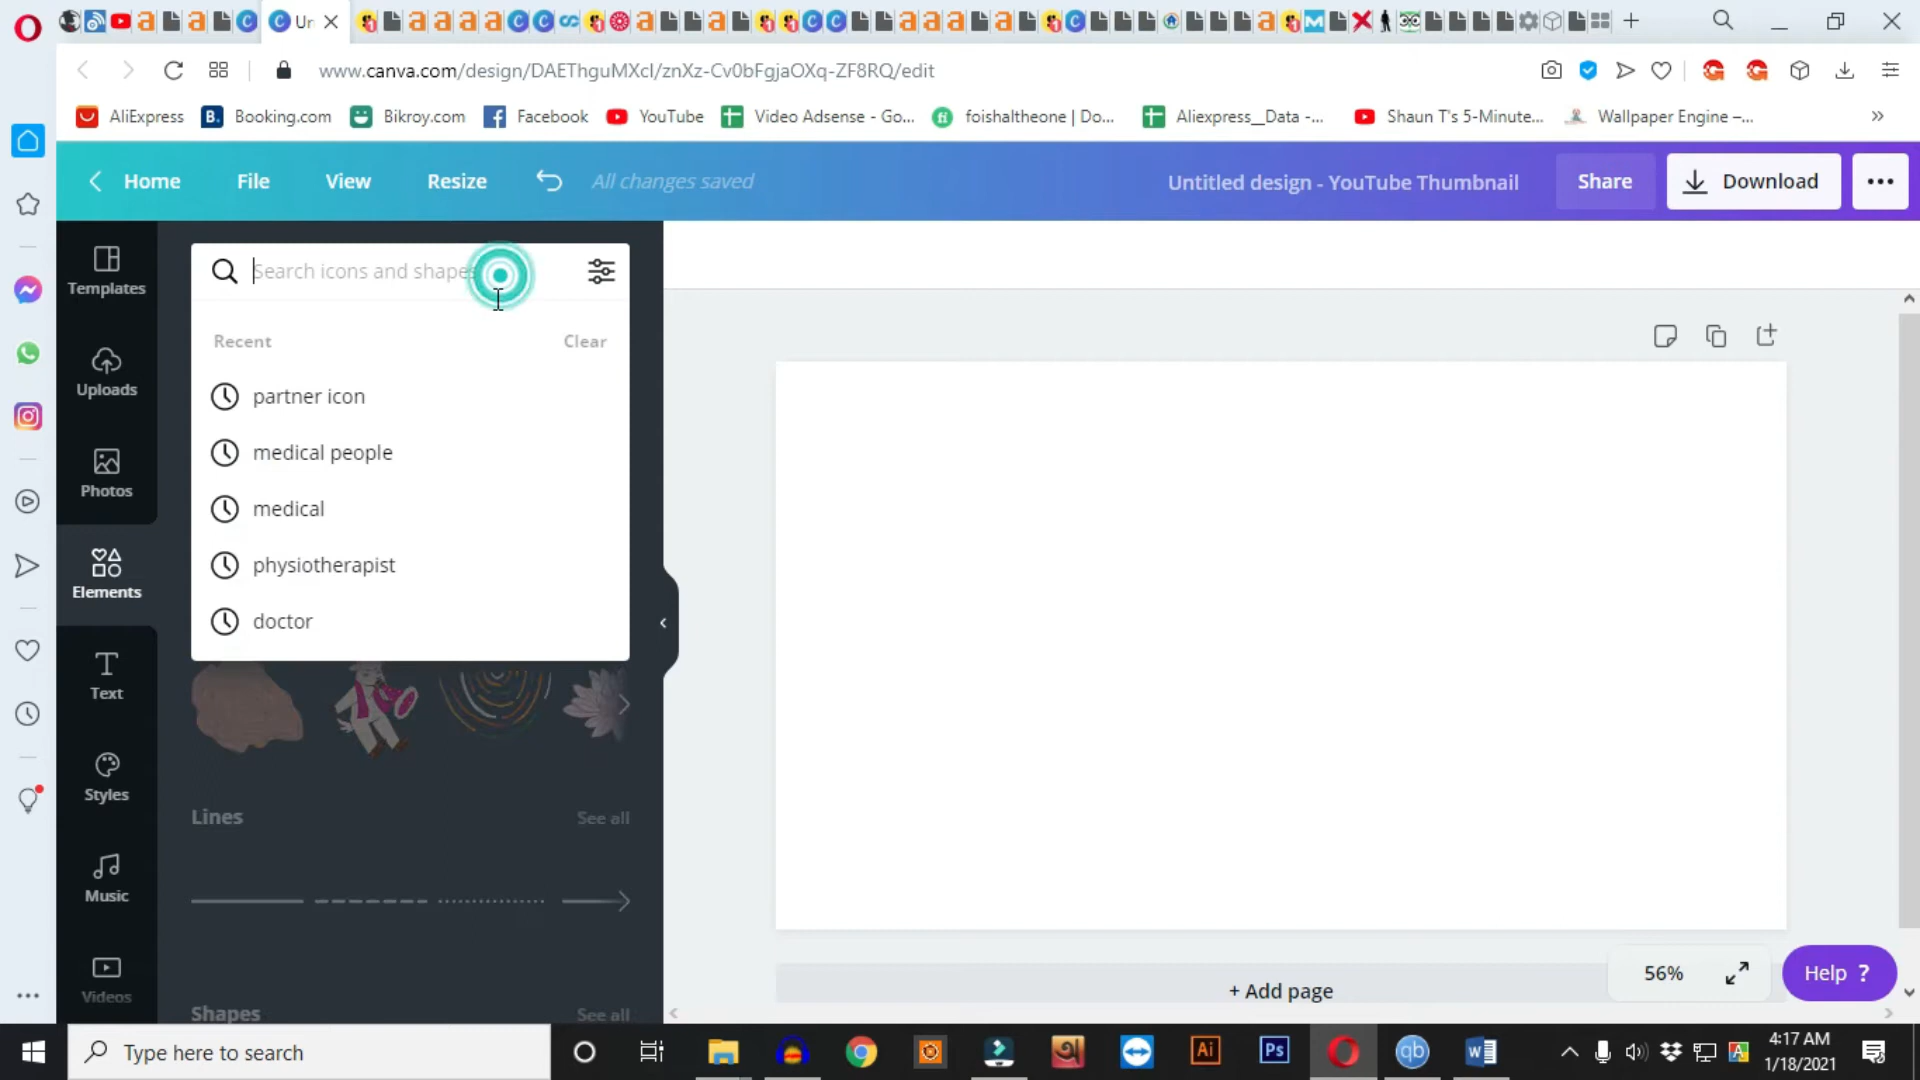 Un
www.canva.com/design/DAEThguMXcI/znXz-Cv0bFgjaOXq-ZF8RQ/edit
AliExpress
Booking.com
Bikroy.com
Facebook
YouTube
Video Adsense - Go...
foishaltheone | Do...
Aliexpress__Data -...
Shaun T's 5-Minute...
Wallpaper Engine –...
Home
File
View
Resize
All changes saved
Untitled design - YouTube Thumbnail
Share
Download
Templates
Uploads
Photos
Elements
Text
Styles
Music
Videos
Search icons and shapes
Recent
Clear
partner icon
medical people
medical
physiotherapist
doctor
Lines
See all
Shapes
See all
+ Add page
56%
Help ?
Type here to search
4:17 AM
1/18/2021